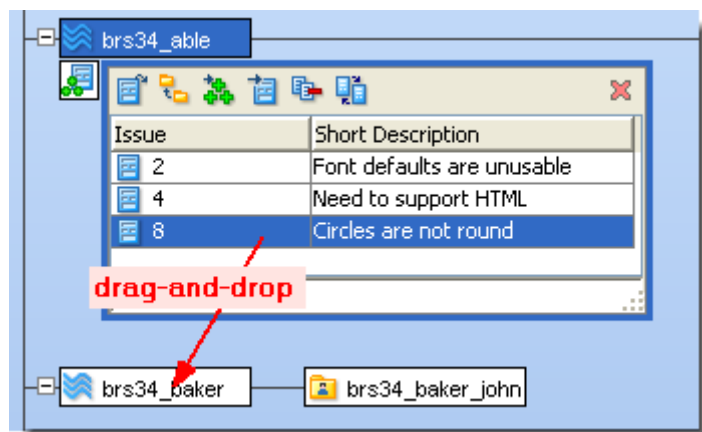 brs34_able
Issue Short Description
2 Font defaults are unusable
4 Need to support HTML
8 Circles are not round
drag-and-drop
brs34_baker brs34_baker_john